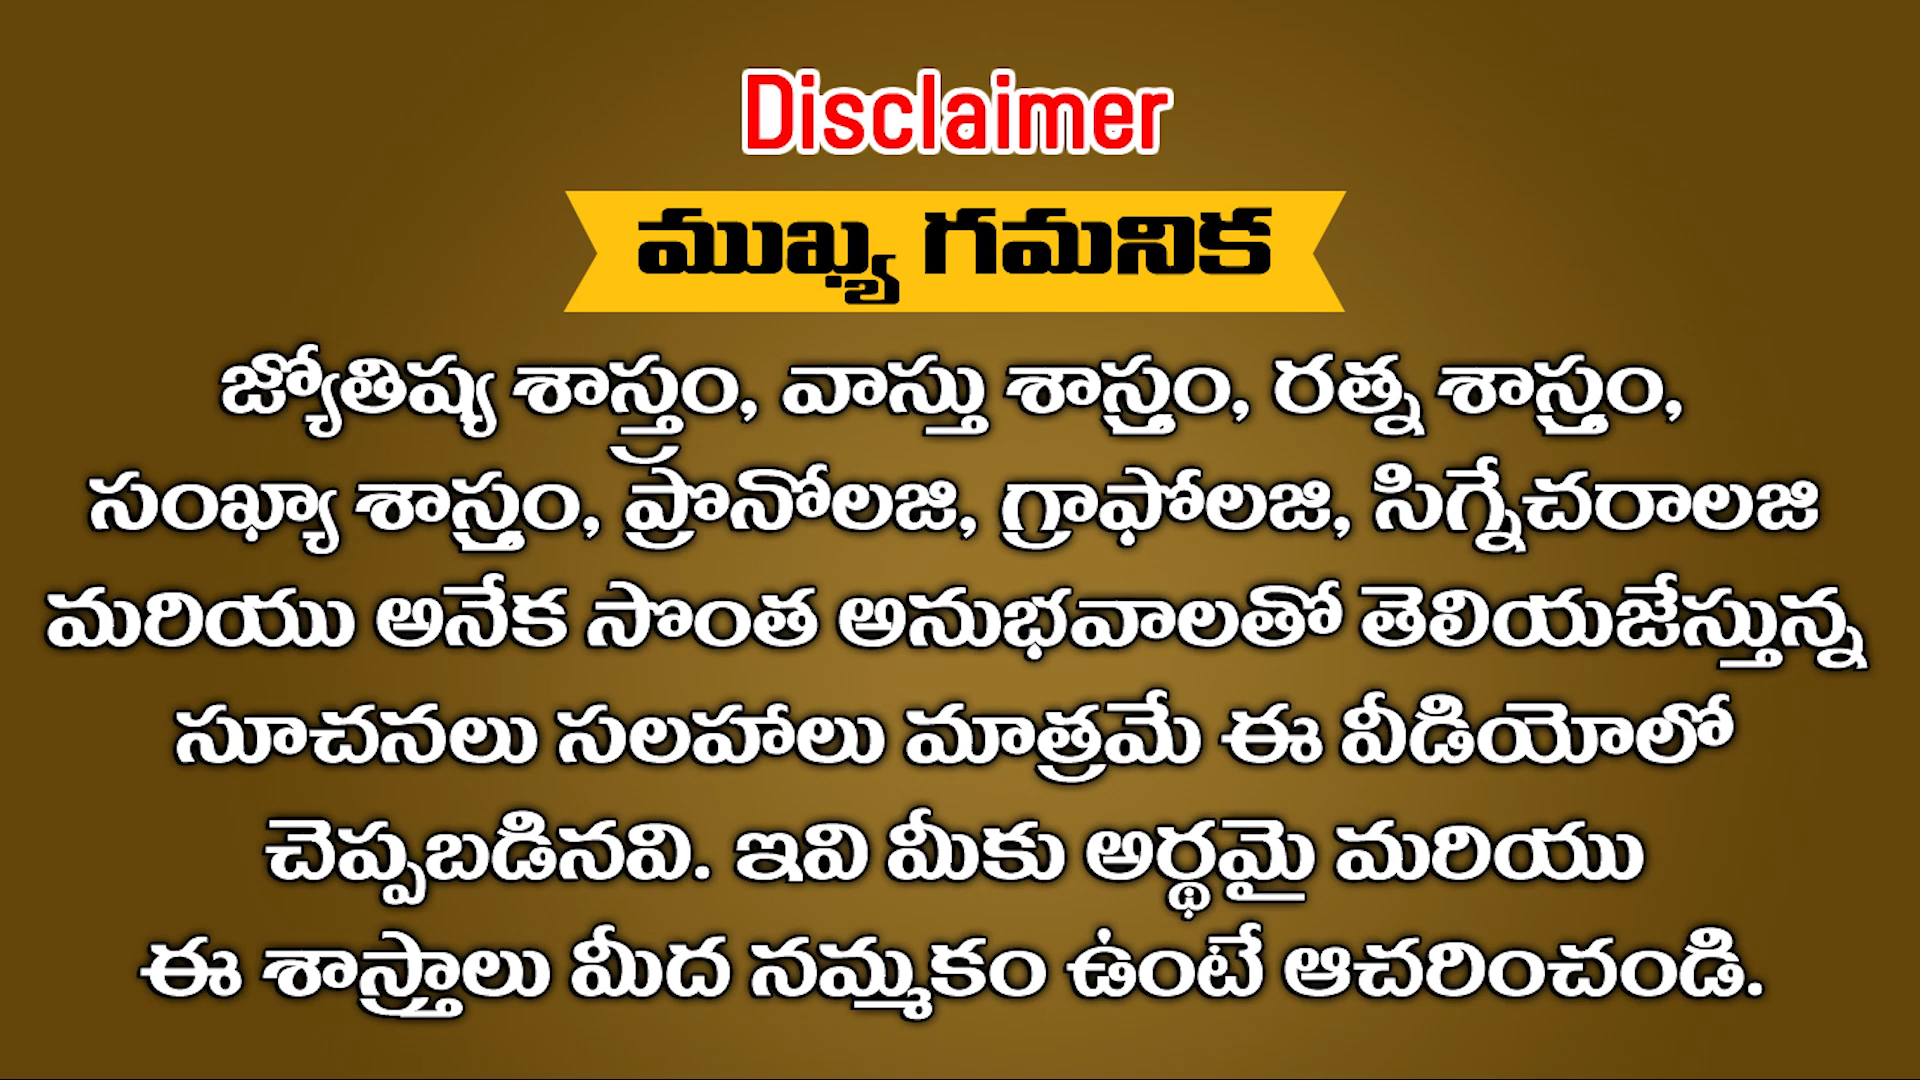 Disclaimer
ముఖ్య గమనిక
జ్యోతిష్య శాస్త్రం, వాస్తు శాస్త్రం, రత్న శాస్త్రం,
సంఖ్యా శాస్త్రం, ప్రొనోలజి, గ్రాఫోలజి, సిగ్నేచరాలజి
మరియు అనేక సొంత అనుభవాలతో తెలియజేస్తున్న
సూచనలు సలహాలు మాత్రమే ఈ వీడియోలో
చెప్పబడినవి. ఇవి మీకు అర్థమై మరియు
ఈ శాస్త్రాలు మీద నమ్మకం ఉంటే ఆచరించండి.